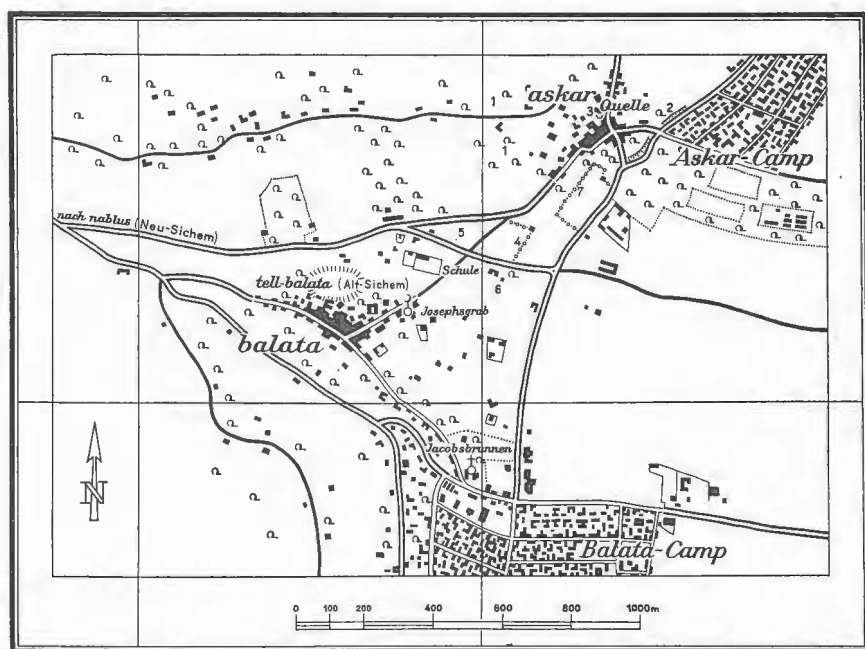 askar
Quelle
1
3
2
1
Askar-Camp
7
nach nablus (Neu-Sichem)
5
4
Schule
6
tell-balata (Alt-Sichem)
Josephsgrab
balata
Jacobsbrunnen
N
Balata-Camp
0 100 200 400 600 800 1000m